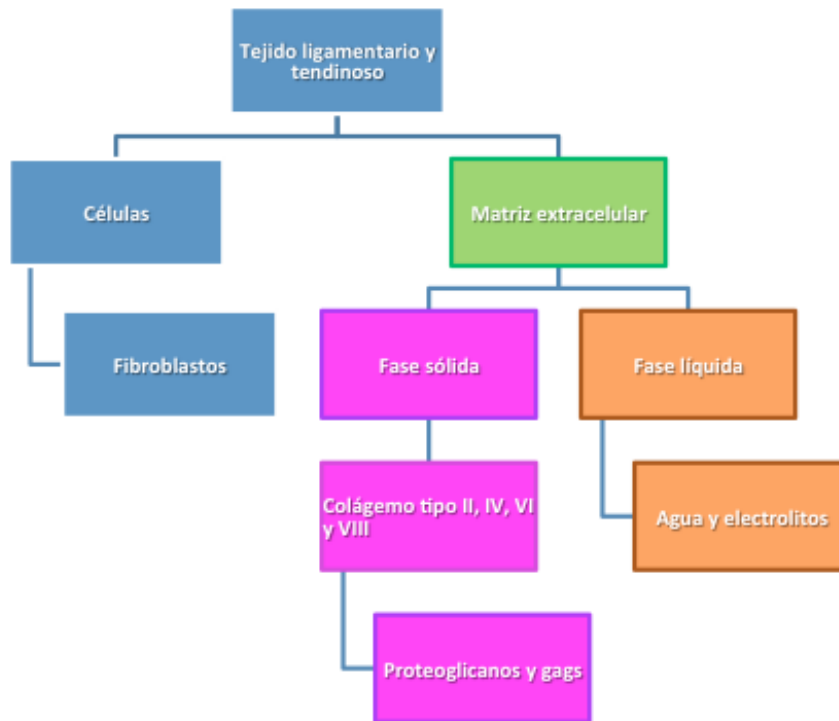 Tejido ligamentario y
tendinoso
Células
Matriz extracelular
Fibroblastos
Fase sólida
Fase líquida
Colágemo tipo II, IV, VI
y VIII
Agua y electrolitos
Proteoglicanos y gags